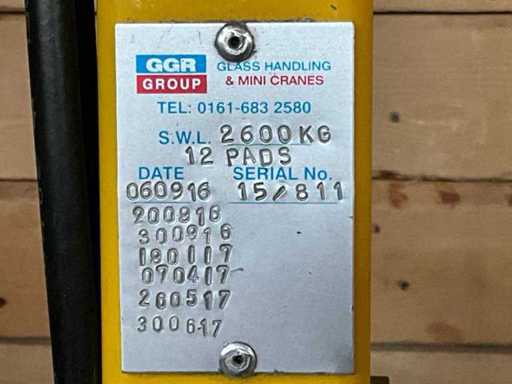 GGR GLASS HANDLING
GROUP & MINI CRANES
TEL: 0161-683 2580
S.W.L. 2600KG
12 PADS
DATE SERIAL No.
060916 15/811
200916
300916
180117
070417
260517
300617